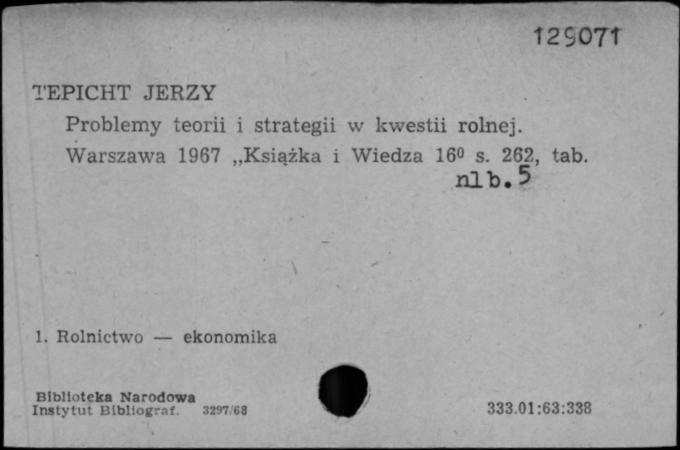 129071
TEPICHT JERZY
Problemy teorii i strategii w kwestii rolnej.
Warszawa 1967 „Książka i Wiedza 16⁰ s. 262, tab.
nlb. 5
1. Rolnictwo — ekonomika
Biblioteka Narodowa
Instytut Bibliograf. 3297/68
333.01:63:338